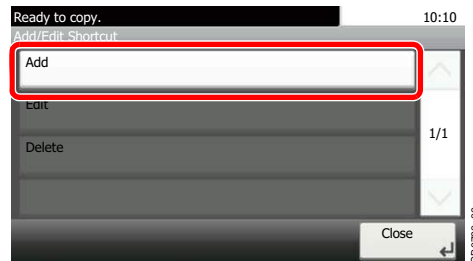 Ready to copy.
10:10
Add/Edit Shortcut
Add
Edit
1/1
Delete
Close